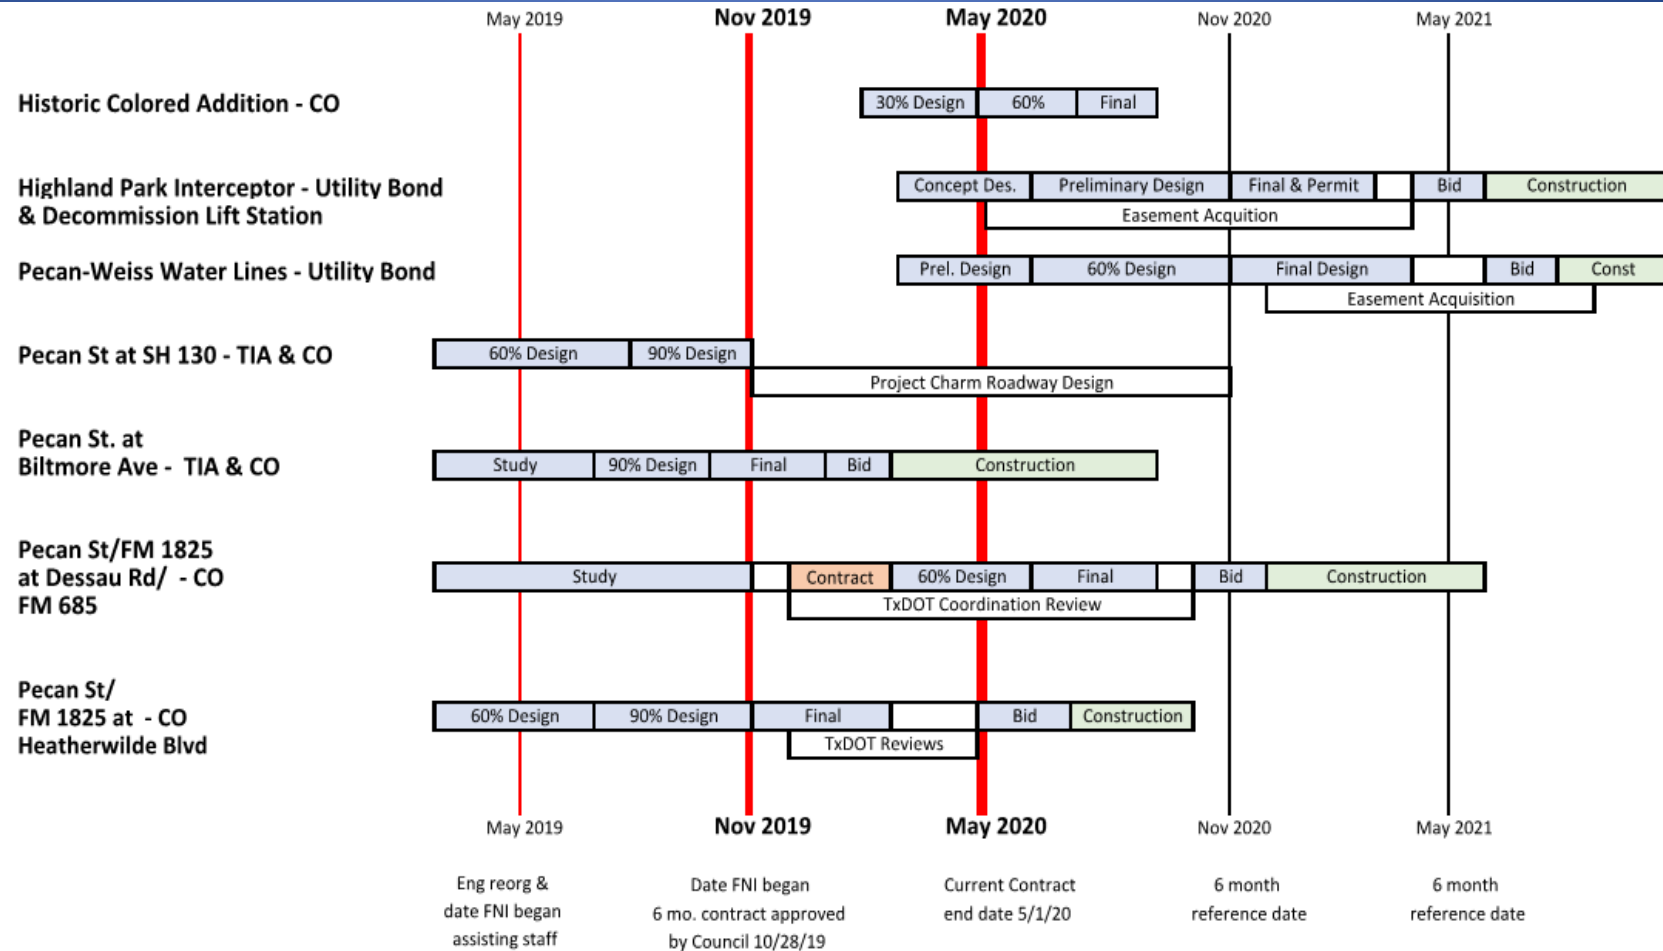 May 2019 Nov 2019 May 2020 Nov 2020 May 2021
Historic Colored Addition - CO 30% Design 60% Final
Highland Park Interceptor - Utility Bond Concept Des. Preliminary Design Final & Permit Bid Construction
& Decommission Lift Station Easement Acquition
Pecan-Weiss Water Lines - Utility Bond Prel. Design 60% Design Final Design Bid Const
Easement Acquisition
Pecan St at SH 130 - TIA & CO 60% Design 90% Design
Project Charm Roadway Design
Pecan St. at
Biltmore Ave - TIA & CO Study 90% Design Final Bid Construction
Pecan St/FM 1825
at Dessau Rd/ - CO Study Contract 60% Design Final Bid Construction
FM 685 TxDOT Coordination Review
Pecan St/
FM 1825 at - CO 60% Design 90% Design Final Bid Construction
Heatherwilde Blvd TxDOT Reviews
May 2019 Nov 2019 May 2020 Nov 2020 May 2021
Eng reorg &
date FNI began
assisting staff
Date FNI began
6 mo. contract approved
by Council 10/28/19
Current Contract
end date 5/1/20
6 month
reference date
6 month
reference date